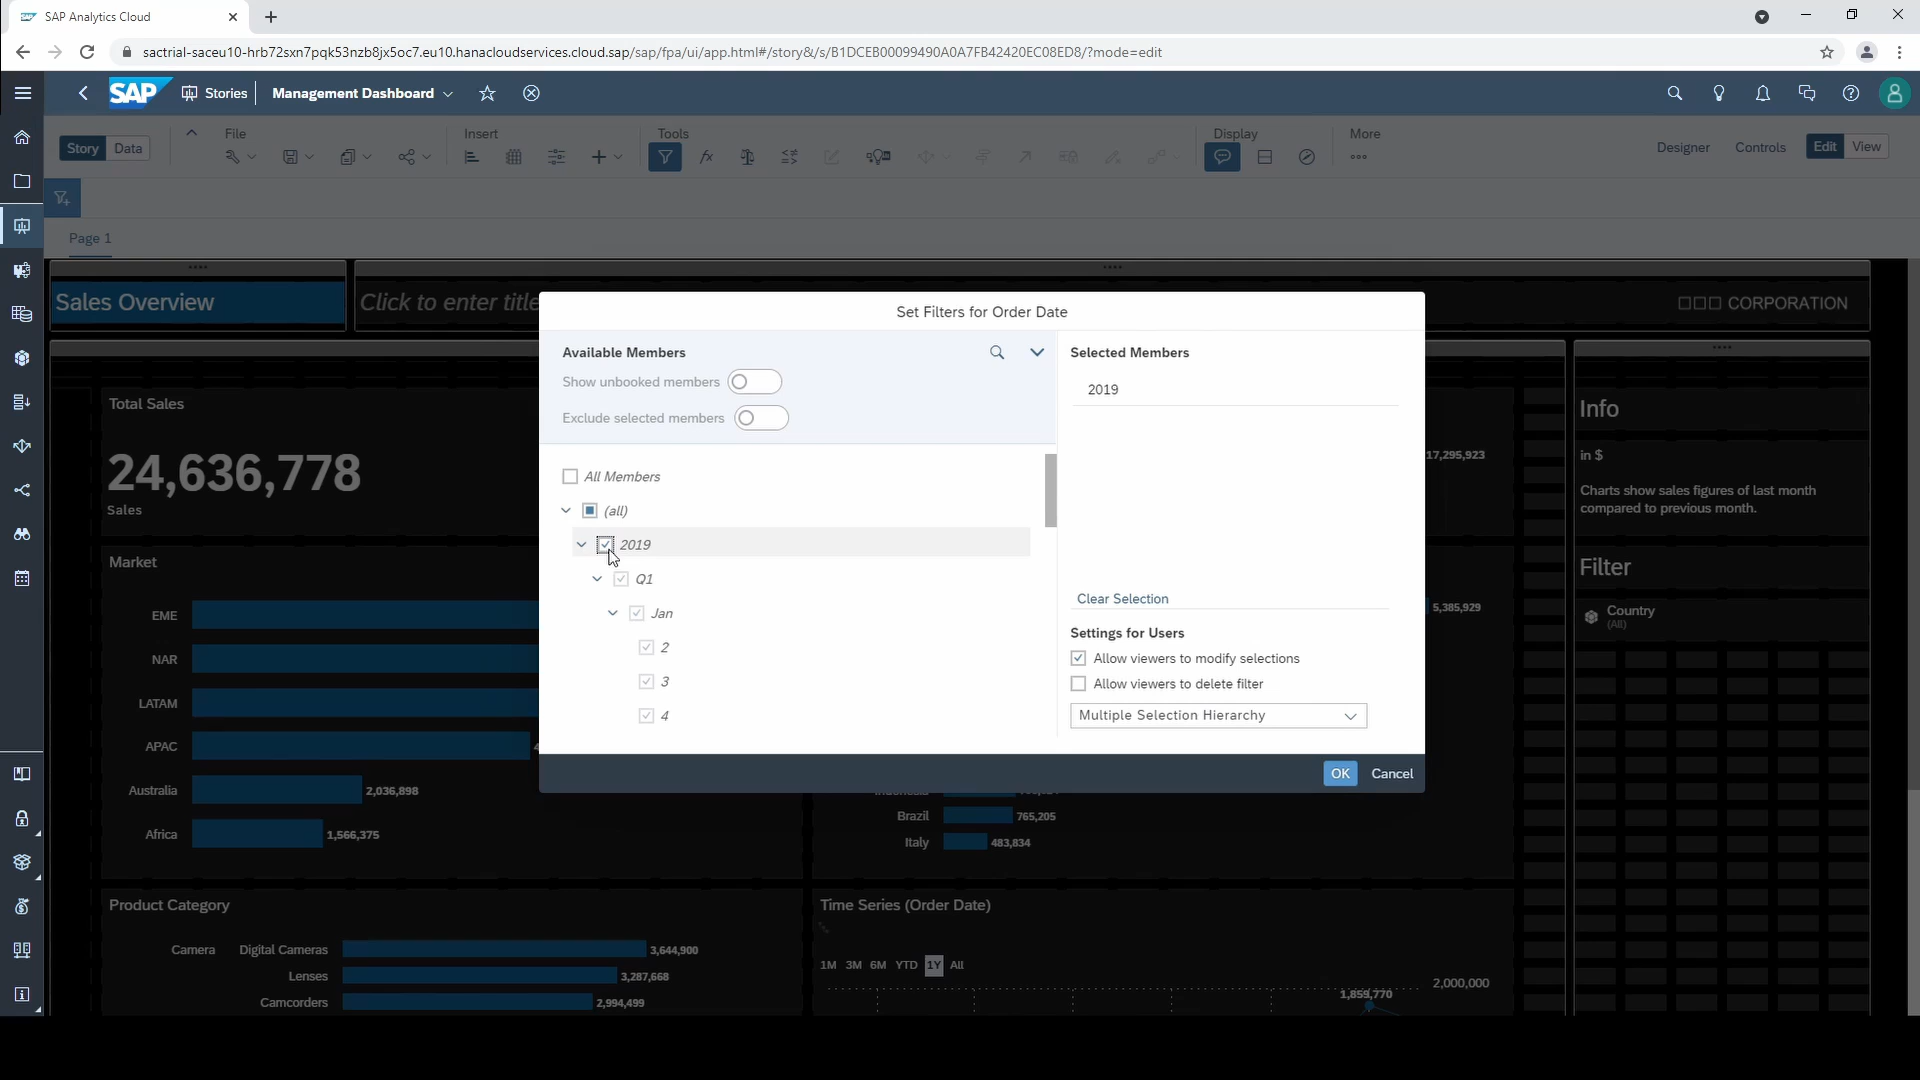 SAP Analytics Cloud
sactrial-saceu10-hrb72sxn7pqk53nzb8jx5oc7.eu10.hanacloudservices.cloud.sap/sap/fpa/ui/app.html#/story&/s/B1DCEB00099490A0A7FB42420EC08ED8/?mode=edit
SAP Stories Management Dashboard
File Insert Tools Display More
Story Data Designer Controls Edit View
Page 1
Sales Overview
Click to enter title
CORPORATION
Set Filters for Order Date
Available Members
Show unbooked members
Exclude selected members
All Members
(all)
2019
Q1
Jan
2
3
4
Selected Members
2019
Clear Selection
Settings for Users
Allow viewers to modify selections
Allow viewers to delete filter
Multiple Selection Hierarchy
OK Cancel
Total Sales
24,636,778
Sales
17,295,923
5,385,929
Market
EME
NAR
LATAM
APAC
Australia 2,036,898
Africa 1,566,375
Brazil 765,205
Italy 483,834
Info
in $
Charts show sales figures of last month
compared to previous month.
Filter
Country
(All)
Product Category
Camera Digital Cameras 3,644,900
Lenses 3,287,668
Camcorders 2,994,499
Time Series (Order Date)
1M 3M 6M YTD 1Y All
2,000,000
1,859,770